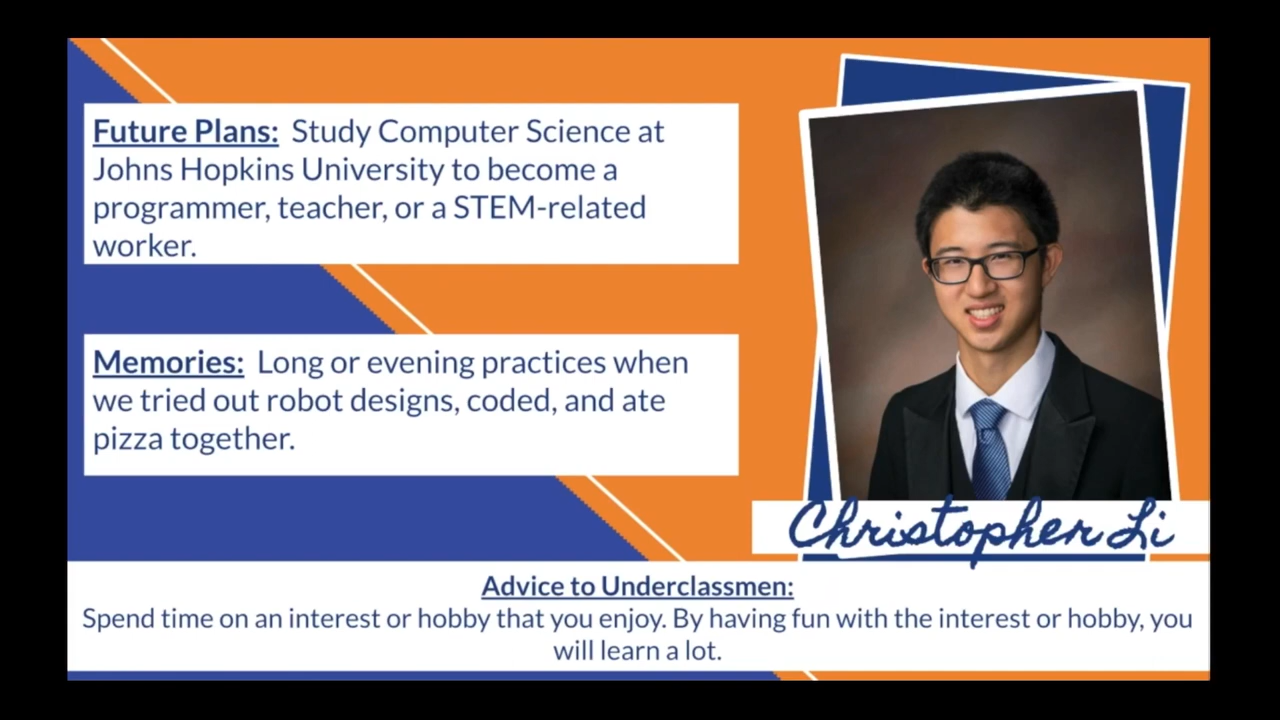 Future Plans: Study Computer Science at
Johns Hopkins University to become a
programmer, teacher, or a STEM-related
worker.
Memories: Long or evening practices when
we tried out robot designs, coded, and ate
pizza together.
Christopher Li
Advice to Underclassmen:
Spend time on an interest or hobby that you enjoy. By having fun with the interest or hobby, you
will learn a lot.